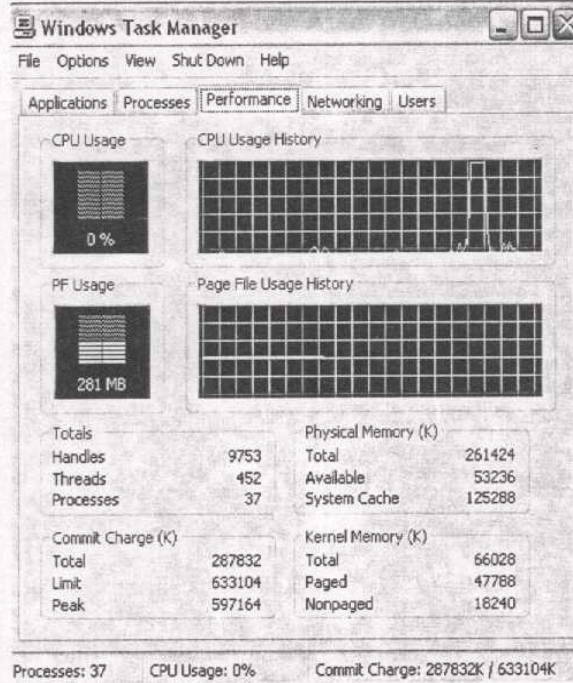 Windows Task Manager
File Options View Shut Down Help
Applications Processes Performance Networking Users
CPU Usage
0 %
CPU Usage History
PF Usage
281 MB
Page File Usage History
Totals
Handles 9753
Threads 452
Processes 37
Physical Memory (K)
Total 261424
Available 53236
System Cache 125288
Commit Charge (K)
Total 287832
Limit 633104
Peak 597164
Kernel Memory (K)
Total 66028
Paged 47788
Nonpaged 18240
Processes: 37 CPU Usage: 0% Commit Charge: 287832K / 633104K